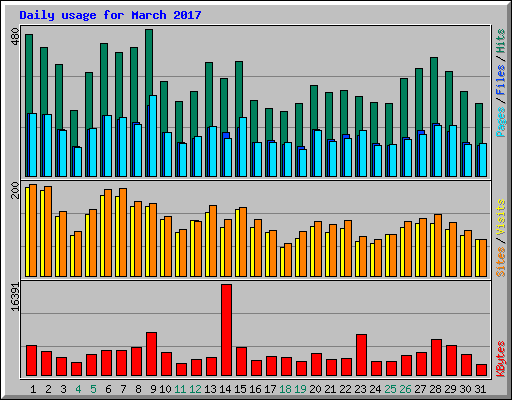 Daily usage for March 2017
480
Pages / Files / Hits
200
Sites / Visits
16391
KBytes
1 2 3 4 5 6 7 8 9 10 11 12 13 14 15 16 17 18 19 20 21 22 23 24 25 26 27 28 29 30 31